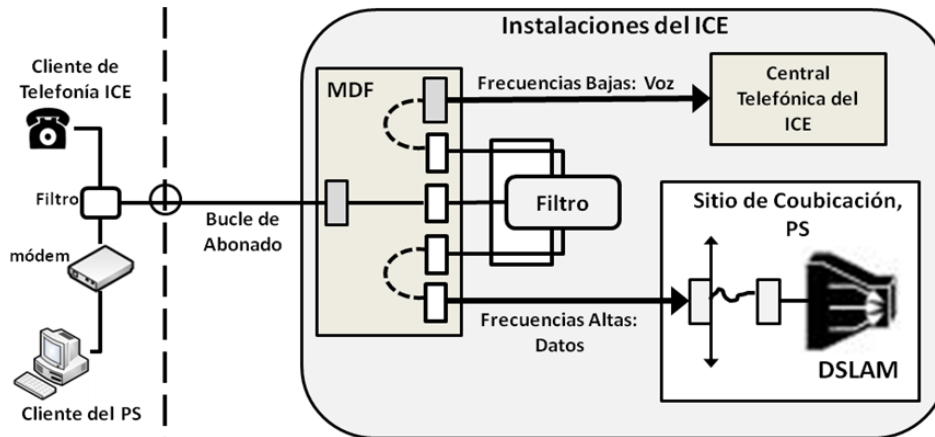 Instalaciones del ICE
Cliente de
Telefonía ICE
MDF
Frecuencias Bajas: Voz
Central
Telefónica del
ICE
Filtro
Bucle de
Abonado
Filtro
Sitio de Coubicación,
PS
módem
Frecuencias Altas:
Datos
DSLAM
Cliente del PS